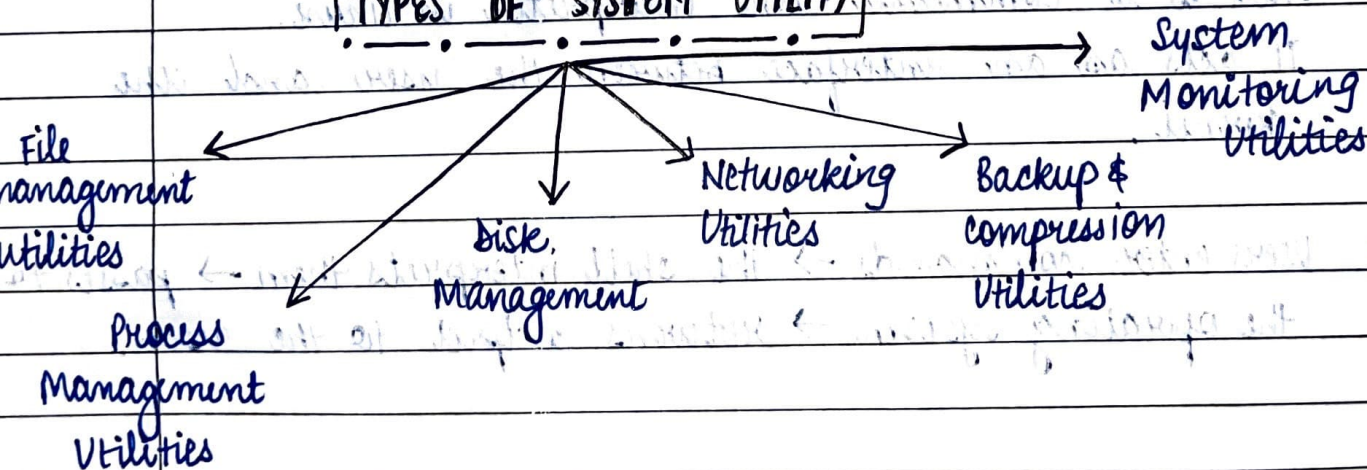 TYPES OF SYSTEM UTILITY
System
Monitoring
Utilities
File
management
utilities
Process
Management
Utilities
Disk.
Management
Networking
Utilities
Backup &
compression
Utilities